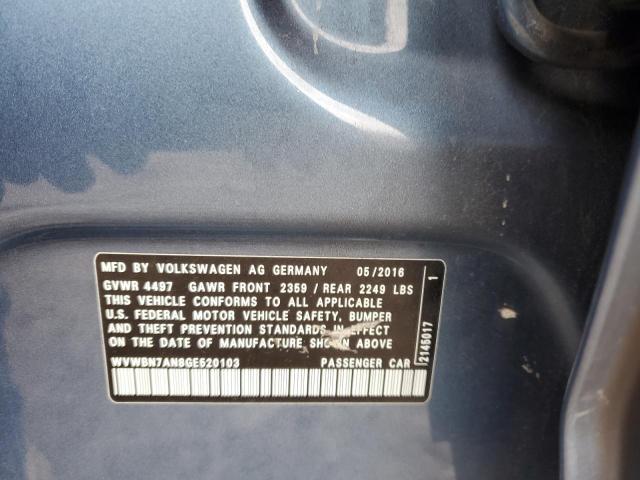 MFD BY VOLKSWAGEN AG GERMANY 05/2016
GVWR 4497 GAWR FRONT 2359 / REAR 2249 LBS
THIS VEHICLE CONFORMS TO ALL APPLICABLE
U.S. FEDERAL MOTOR VEHICLE SAFETY, BUMPER
AND THEFT PREVENTION STANDARDS IN EFFECT
ON THE DATE OF MANUFACTURE SHOWN ABOVE
WVWBN7AN8GE520103 PASSENGER CAR
2145017 1